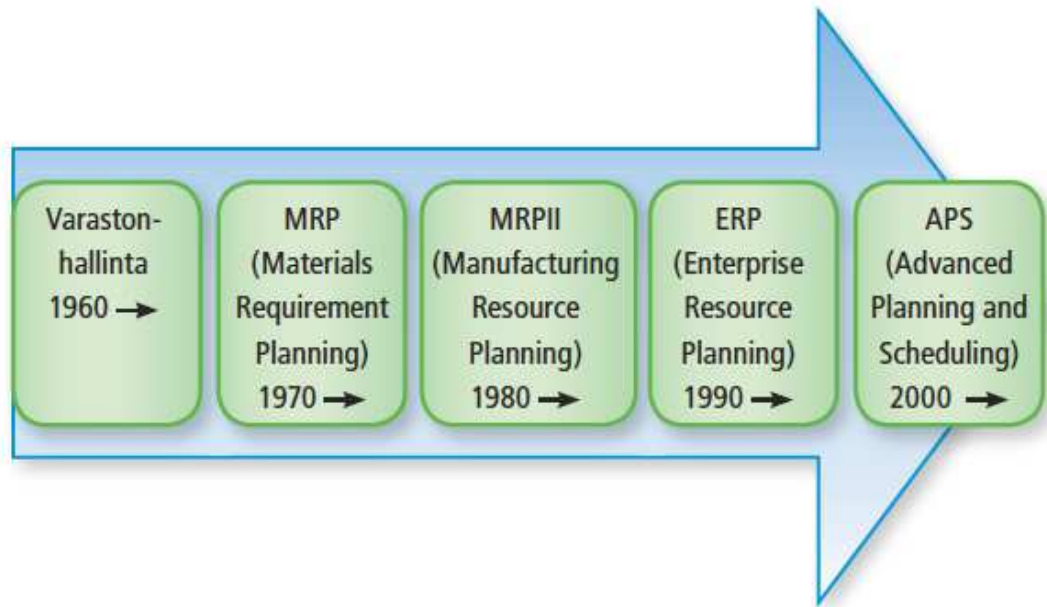 Varaston-
hallinta
1960 →
MRP
(Materials
Requirement
Planning)
1970 →
MRPII
(Manufacturing
Resource
Planning)
1980 →
ERP
(Enterprise
Resource
Planning)
1990 →
APS
(Advanced
Planning and
Scheduling)
2000 →